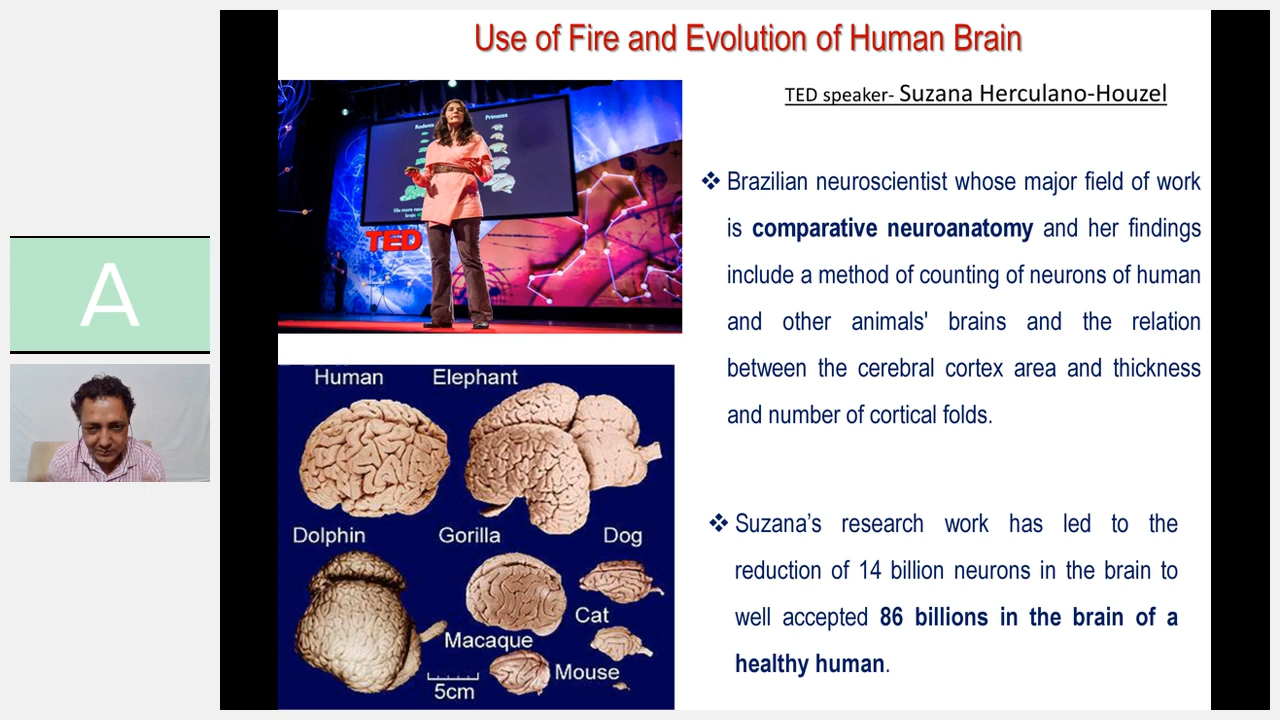 Use of Fire and Evolution of Human Brain
TED speaker- Suzana Herculano-Houzel
Rodents
Primates
TED
❖ Brazilian neuroscientist whose major field of work
is comparative neuroanatomy and her findings
include a method of counting of neurons of human
and other animals' brains and the relation
between the cerebral cortex area and thickness
and number of cortical folds.
Human Elephant
Dolphin Gorilla Dog
Cat
Macaque
Mouse
5cm
❖ Suzana’s research work has led to the
reduction of 14 billion neurons in the brain to
well accepted 86 billions in the brain of a
healthy human.
A